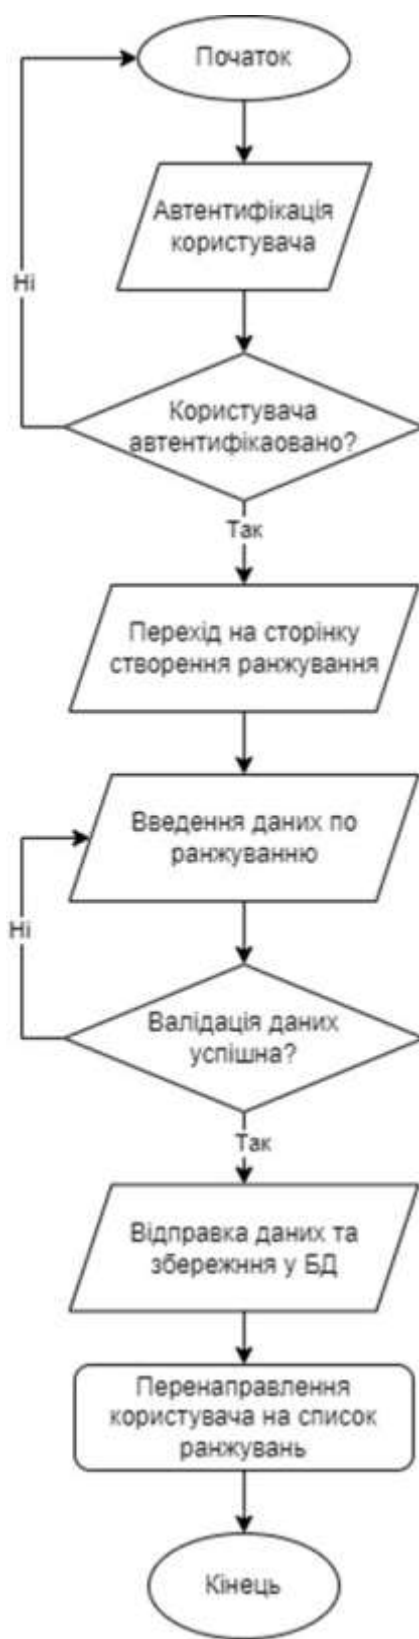 Початок
Автентифікація
користувача
Ні
Користувача
автентифікаовано?
Так
Перехід на сторінку
створення ранжування
Введення даних по
ранжуванню
Ні
Валідація даних
успішна?
Так
Відправка даних та
збережння у БД
Перенаправлення
користувача на список
ранжувань
Кінець